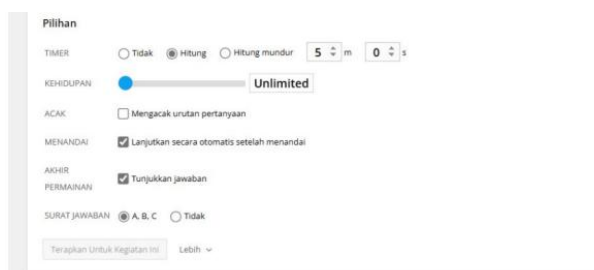 Pilihan
TIMER Tidak Hitung Hitung mundur 5 m 0 s
KEHIDUPAN Unlimited
ACAK Mengacak urutan pertanyaan
MENANDAI Lanjutkan secara otomatis setelah menandai
AKHIR
PERMAINAN Tunjukkan jawaban
SURAT JAWABAN A, B, C Tidak
Terapkan Untuk Kegiatan Ini Lebih